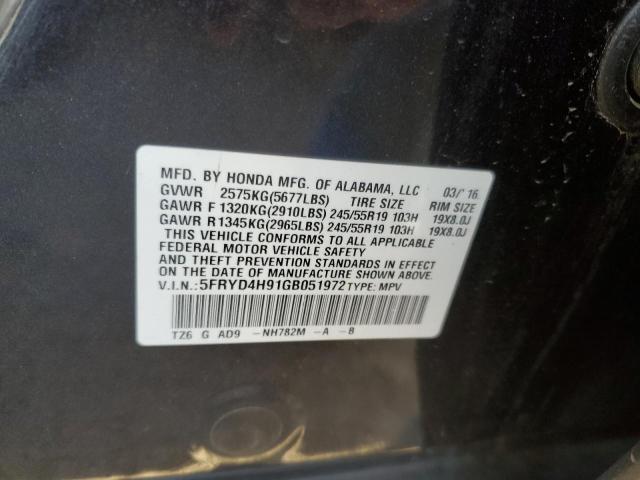 MFD. BY HONDA MFG. OF ALABAMA, LLC 03/'16
GVWR 2575KG(5677LBS) TIRE SIZE RIM SIZE
GAWR F 1320KG(2910LBS) 245/55R19 103H 19X8.0J
GAWR R1345KG(2965LBS) 245/55R19 103H 19X8.0J
THIS VEHICLE CONFORMS TO ALL APPLICABLE
FEDERAL MOTOR VEHICLE SAFETY
AND THEFT PREVENTION STANDARDS IN EFFECT
ON THE DATE OF MANUFACTURE SHOWN ABOVE.
V.I.N.:5FRYD4H91GB051972 TYPE: MPV
TZ6 G AD9 -NH782M -A -B